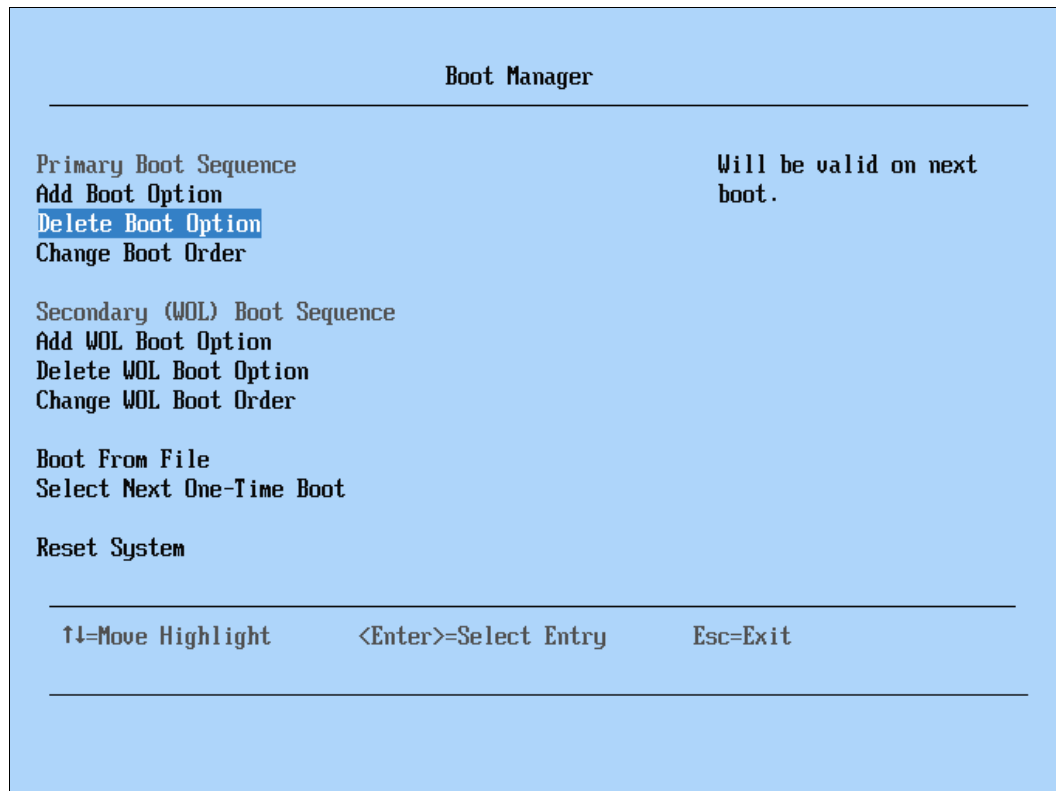 Boot Manager
Primary Boot Sequence
Add Boot Option
Delete Boot Option
Change Boot Order
Secondary (WOL) Boot Sequence
Add WOL Boot Option
Delete WOL Boot Option
Change WOL Boot Order
Boot From File
Select Next One-Time Boot
Reset System
Will be valid on next
boot.
↑↓=Move Highlight <Enter>=Select Entry Esc=Exit